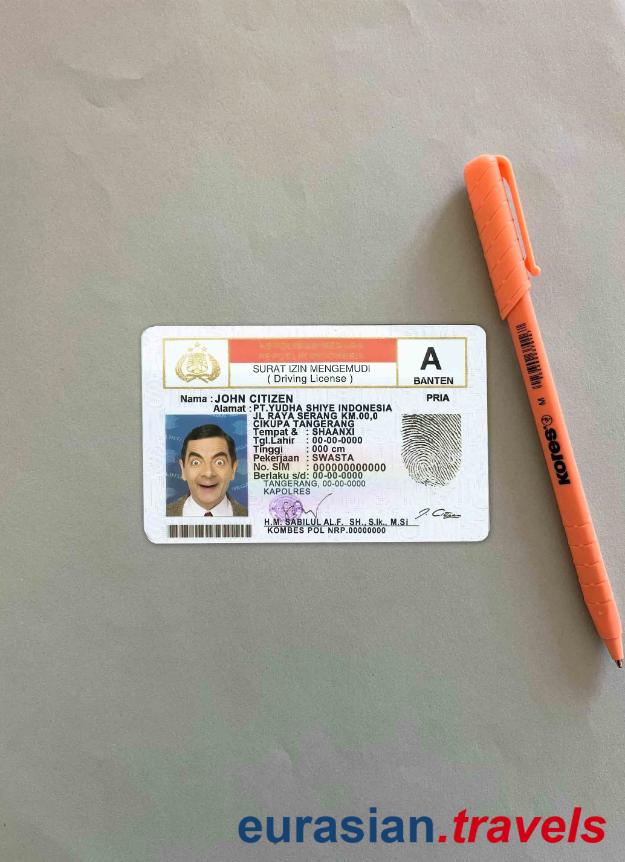 REPUBLIK INDONESIA
SURAT IZIN MENGEMUDI
( Driving License )
A
BANTEN
Nama : JOHN CITIZEN
PRIA
Alamat : PT.YUDHA SHIYE INDONESIA
JL RAYA SERANG KM.00,0
CIKUPA TANGERANG
Tempat & : SHAANXI
Tgl.Lahir : 00-00-0000
Tinggi : 000 cm
Pekerjaan : SWASTA
No. SIM : 000000000000
Berlaku s/d: 00-00-0000
TANGERANG, 00-00-0000
KAPOLRES
H.M. SABILUL AL.F. SH., S.Ik., M.Si
KOMBES POL NRP.00000000
J. Citizen
kores
M
eurasian.travels